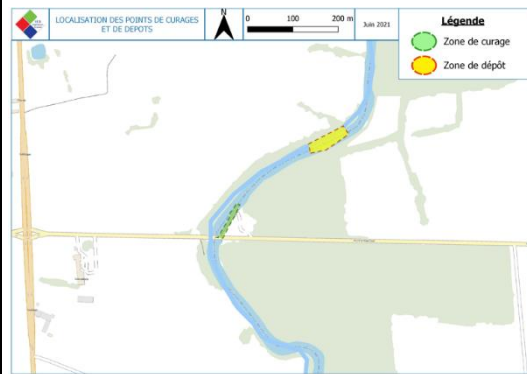 LOCALISATION DES POINTS DE CURAGES
ET DE DEPOTS
N
0 100 200 m
Juin 2021
Légende
Zone de curage
Zone de dépôt